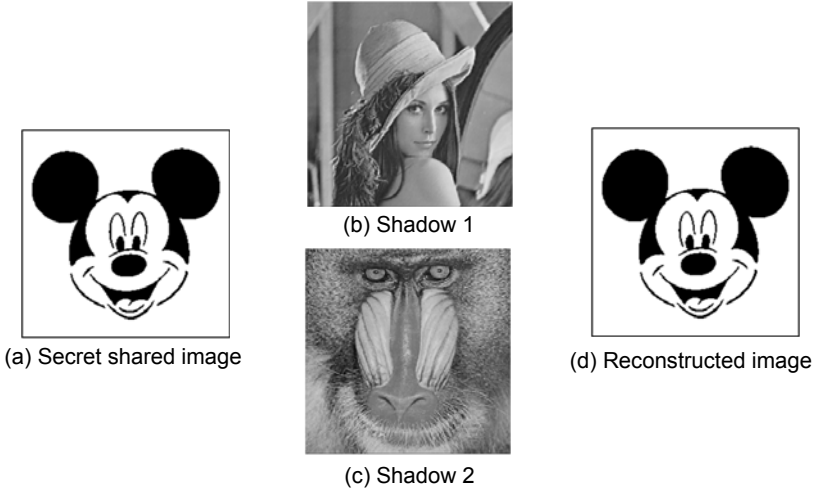 (a) Secret shared image
(b) Shadow 1
(c) Shadow 2
(d) Reconstructed image